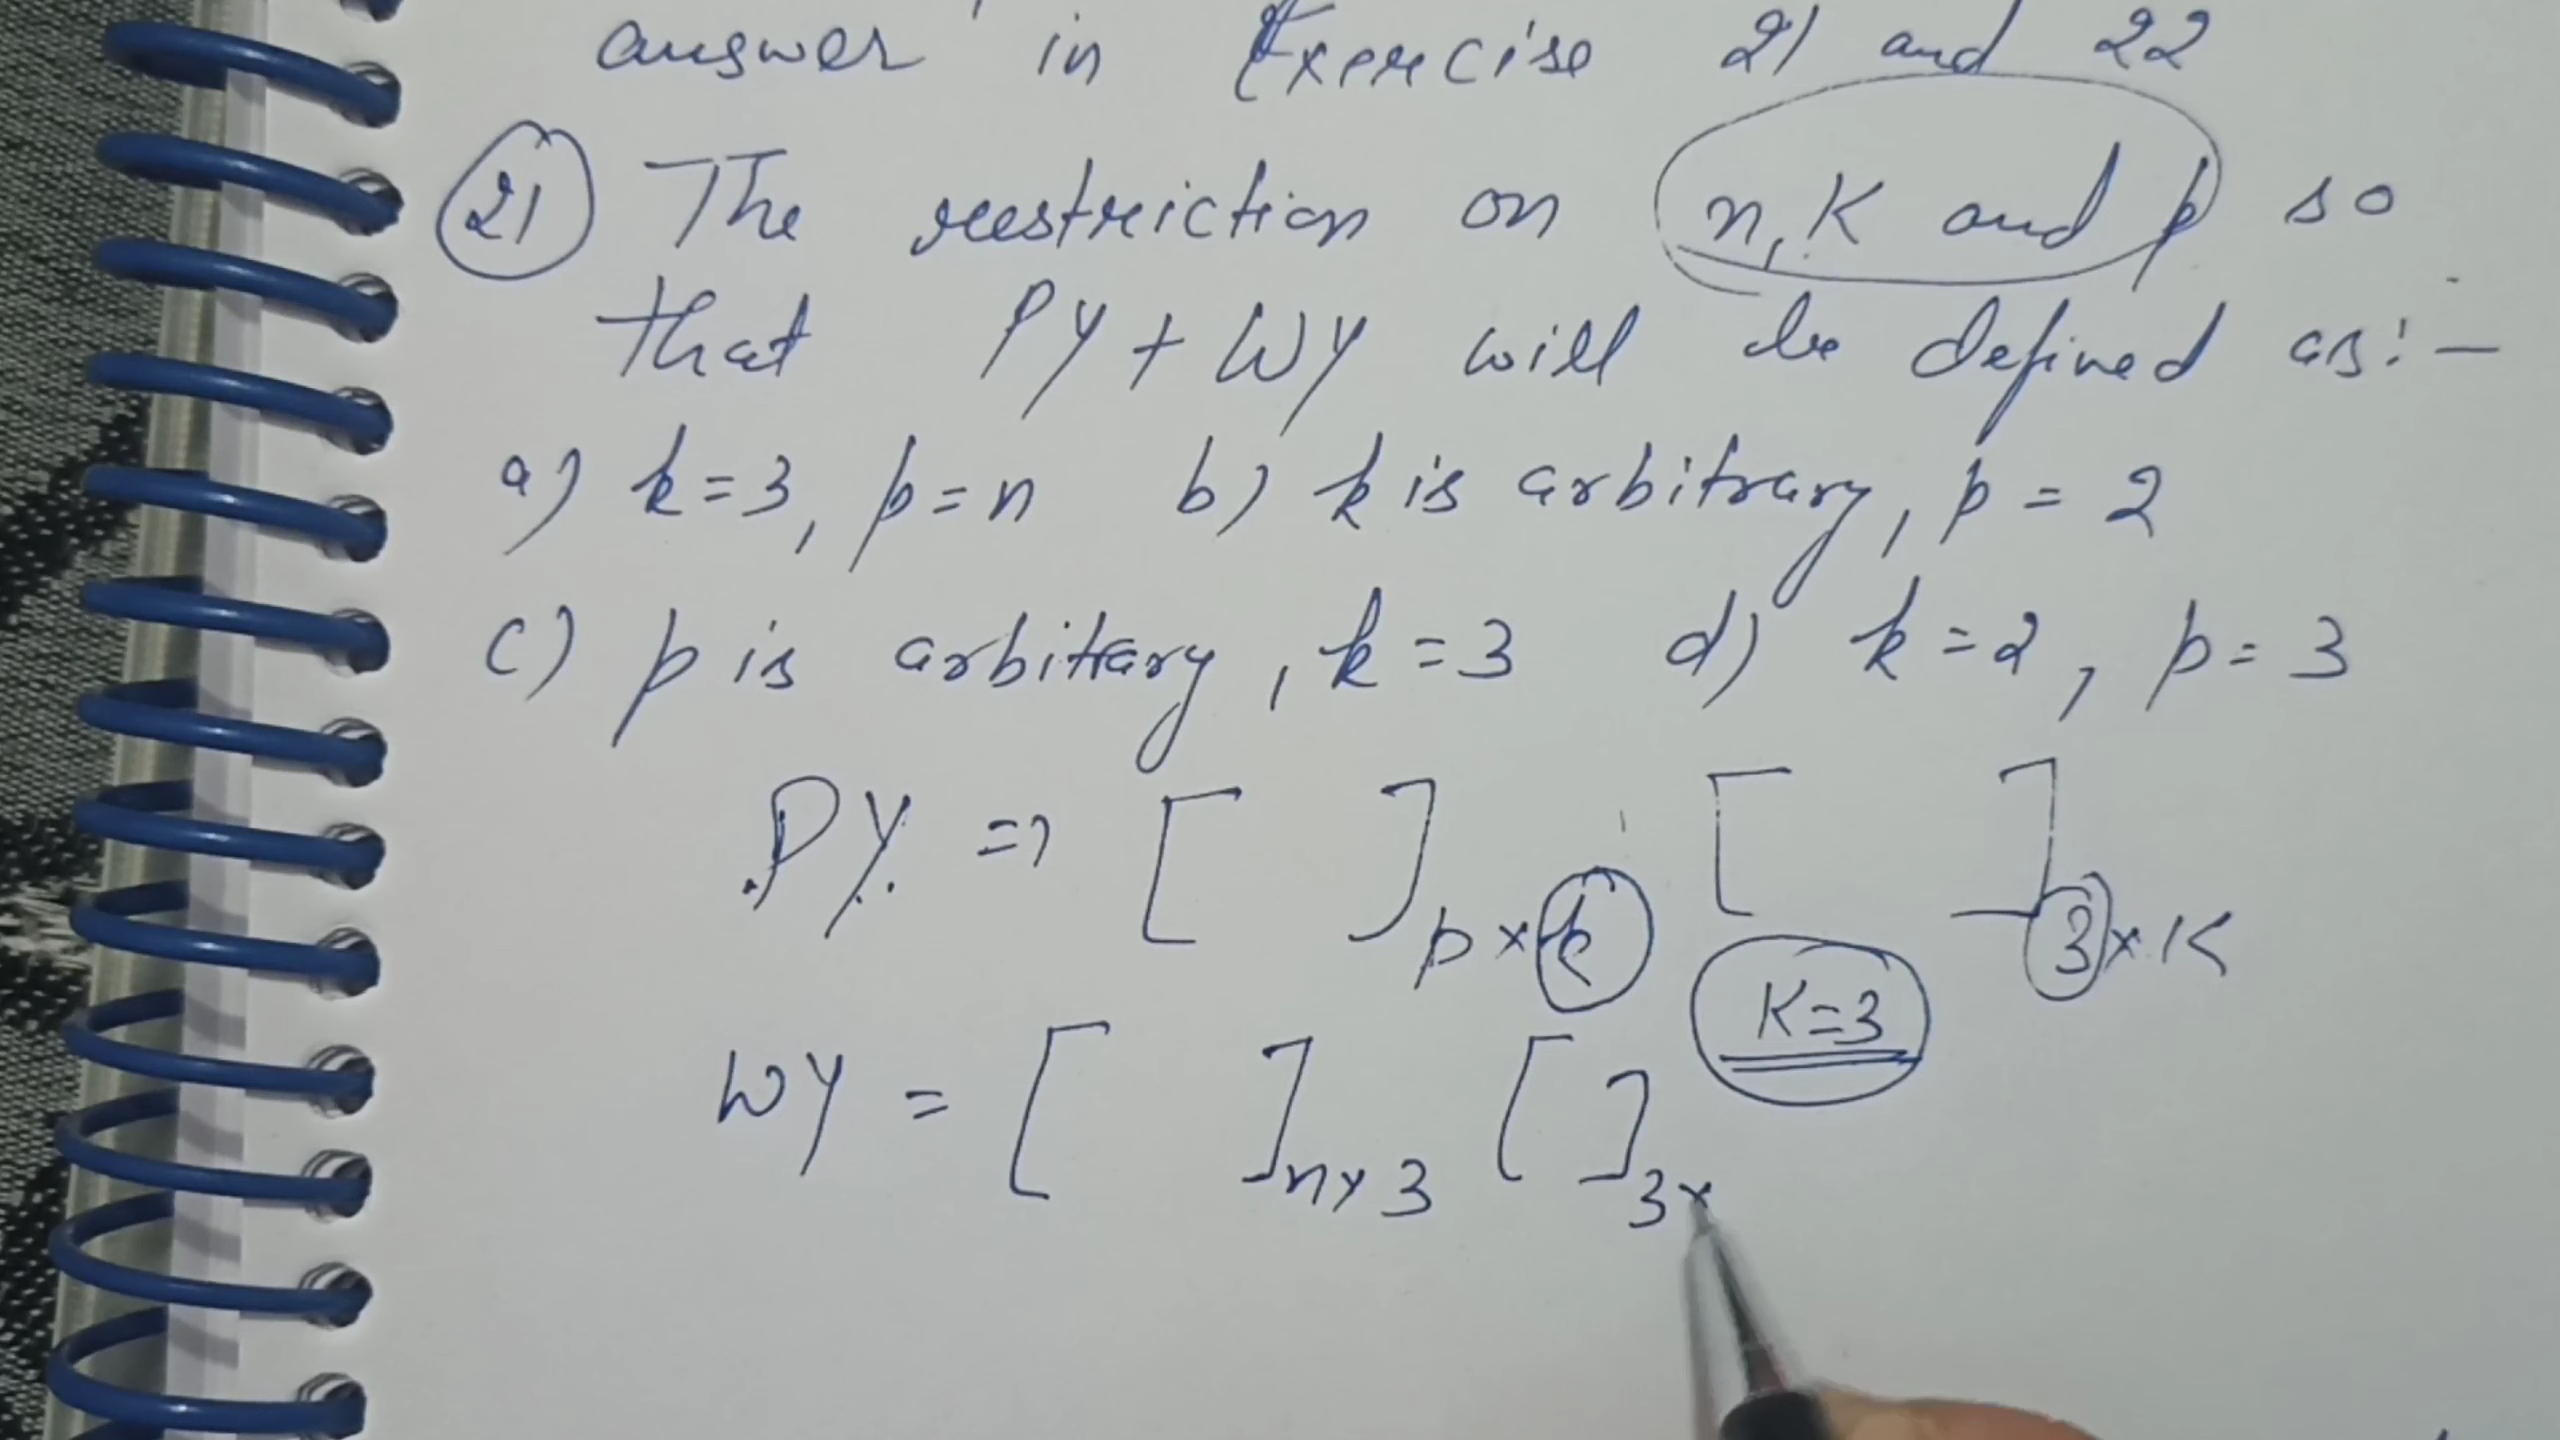 answer in Exercise 21 and 22
21 The restriction on n, K and p so
that PY + WY will be defined as :-
a) k = 3, p = n b) k is arbitrary, p = 2
c) p is arbitrary, k = 3 d) k = 2, p = 3
PY => [ ] p × k [ ] 3 × K
K = 3
WY = [ ] n × 3 [ ] 3 ×